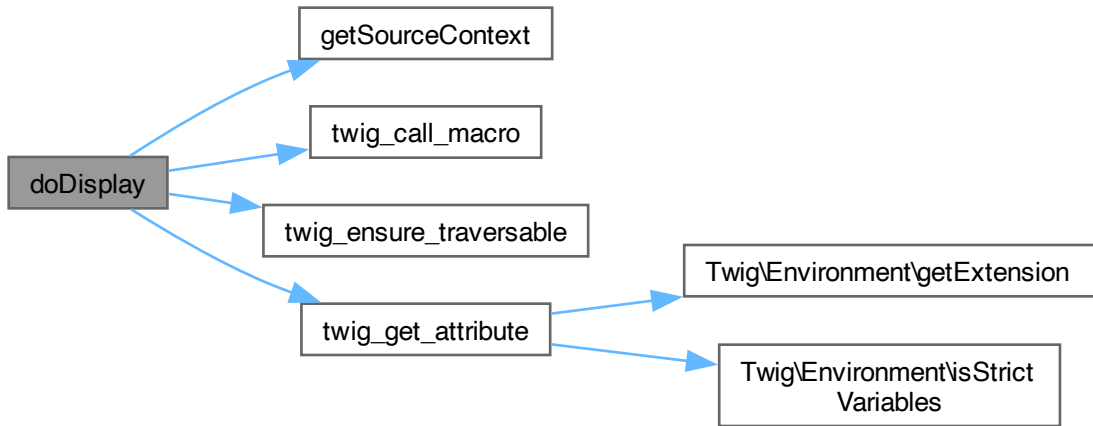 getSourceContext
twig_call_macro
doDisplay
twig_ensure_traversable
Twig\Environment\getExtension
twig_get_attribute
Twig\Environment\isStrict
Variables